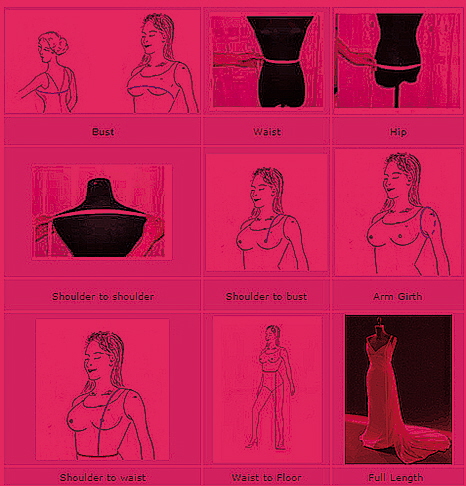 Bust
Waist
Hip
Shoulder to shoulder
Shoulder to bust
Arm Girth
Shoulder to waist
Waist to Floor
Full Length